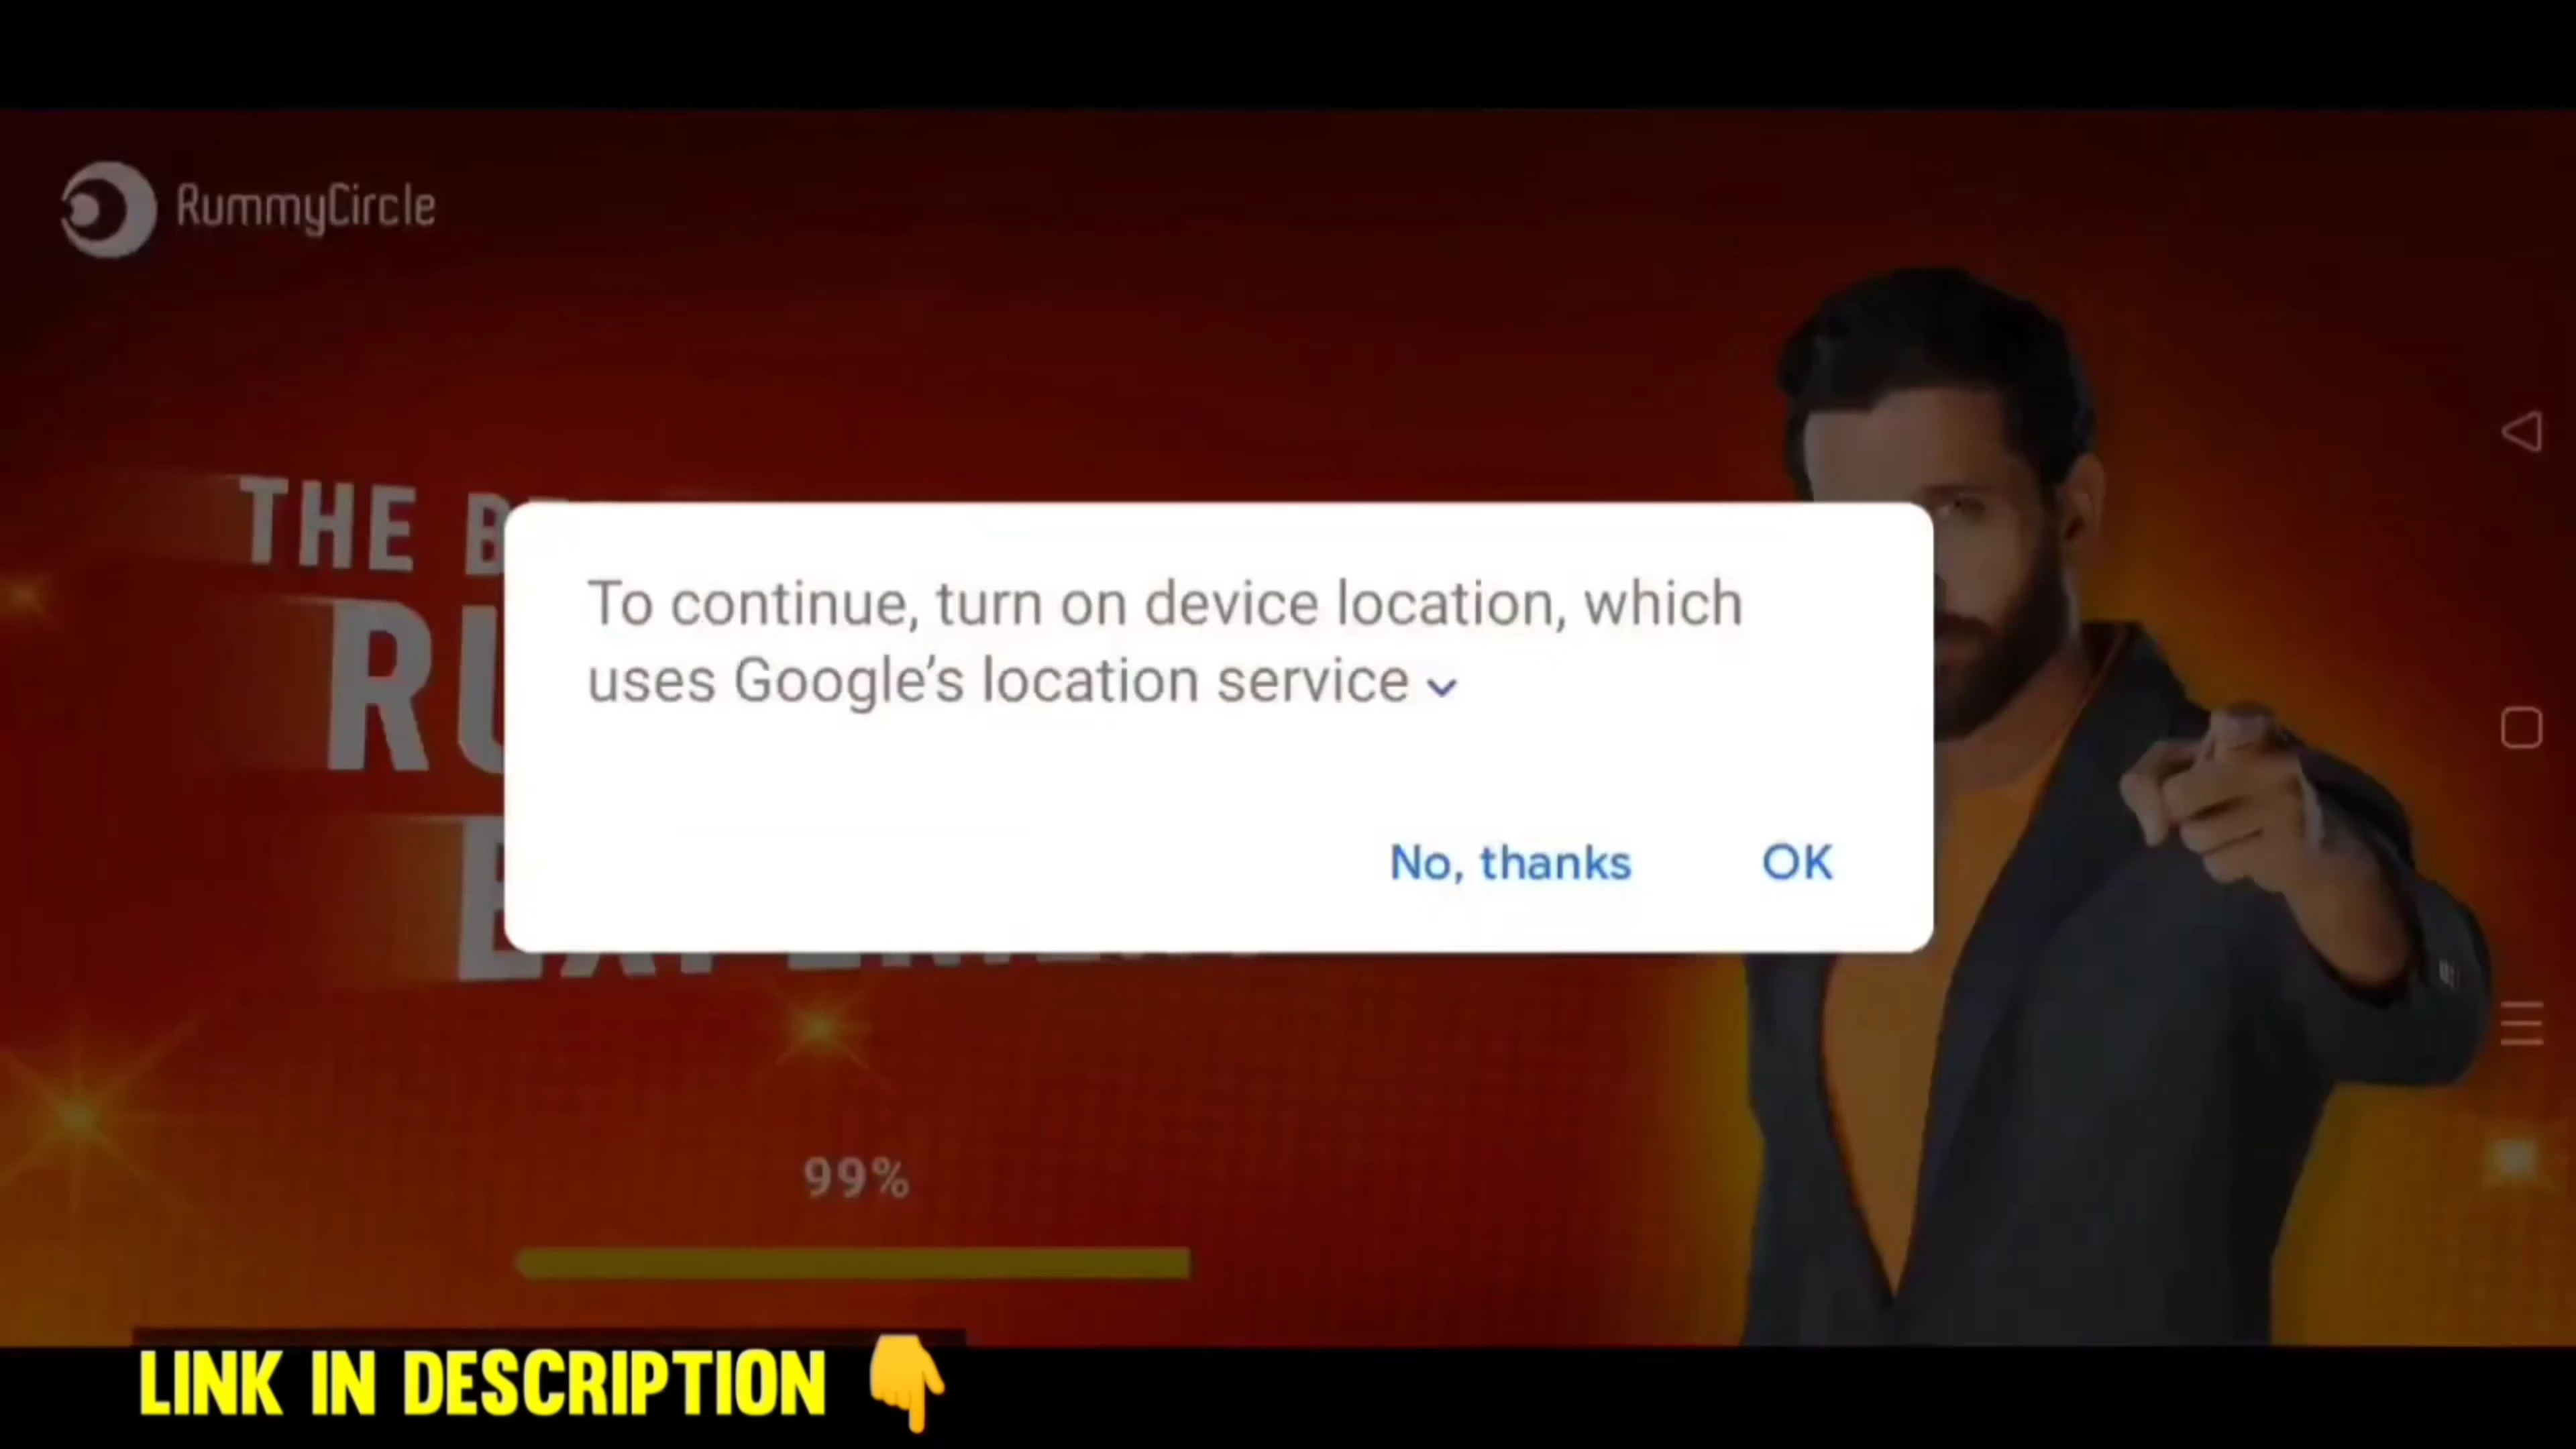 RummyCircle
THE
To continue, turn on device location, which
uses Google's location service
No, thanks OK
99%
LINK IN DESCRIPTION